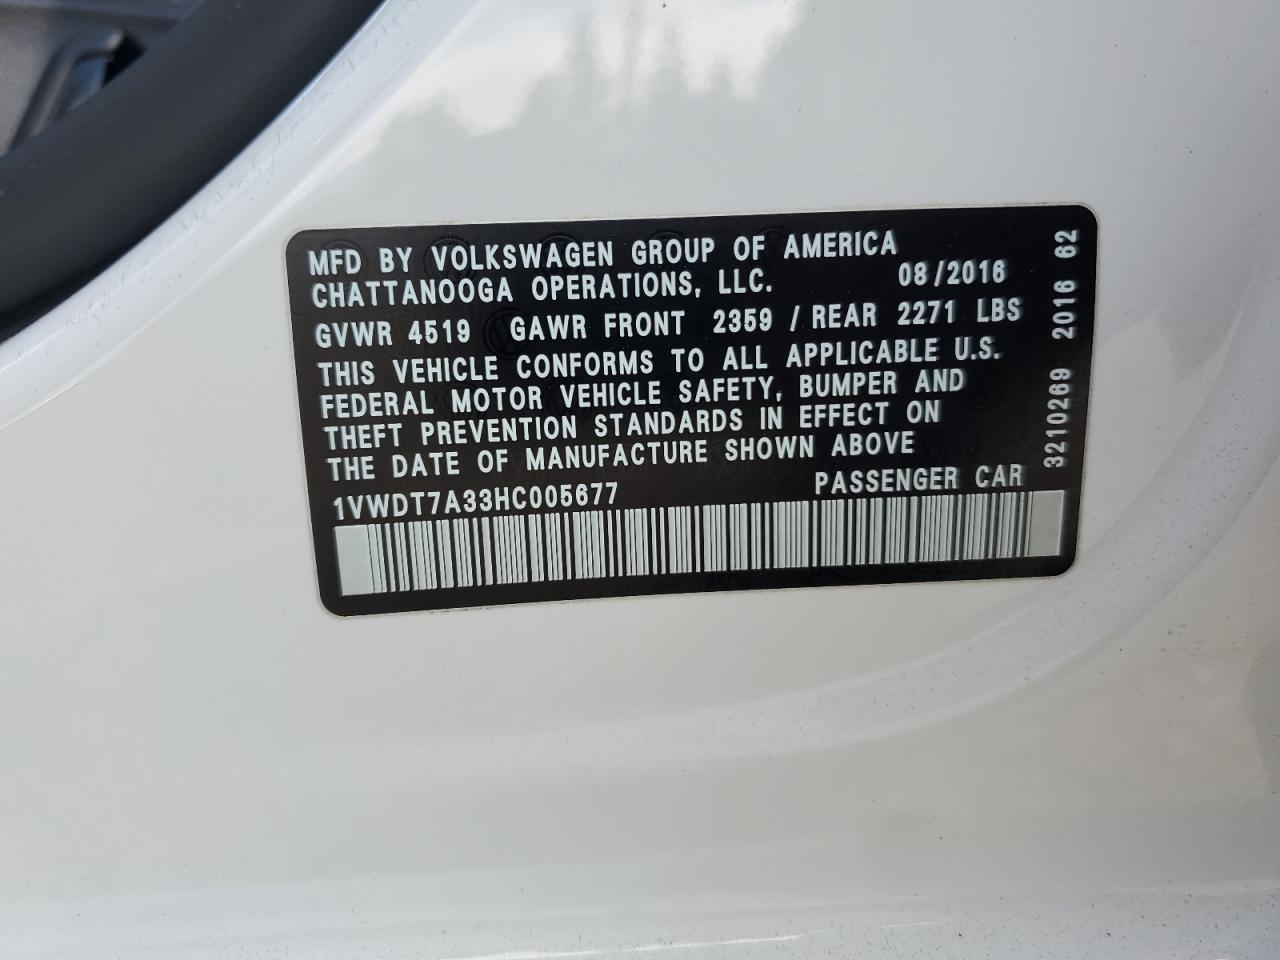 MFD BY VOLKSWAGEN GROUP OF AMERICA
CHATTANOOGA OPERATIONS, LLC. 08/2016
GVWR 4519 GAWR FRONT 2359 / REAR 2271 LBS
THIS VEHICLE CONFORMS TO ALL APPLICABLE U.S.
FEDERAL MOTOR VEHICLE SAFETY, BUMPER AND
THEFT PREVENTION STANDARDS IN EFFECT ON
THE DATE OF MANUFACTURE SHOWN ABOVE
1VWDT7A33HC005677 PASSENGER CAR
3210269 2016 62